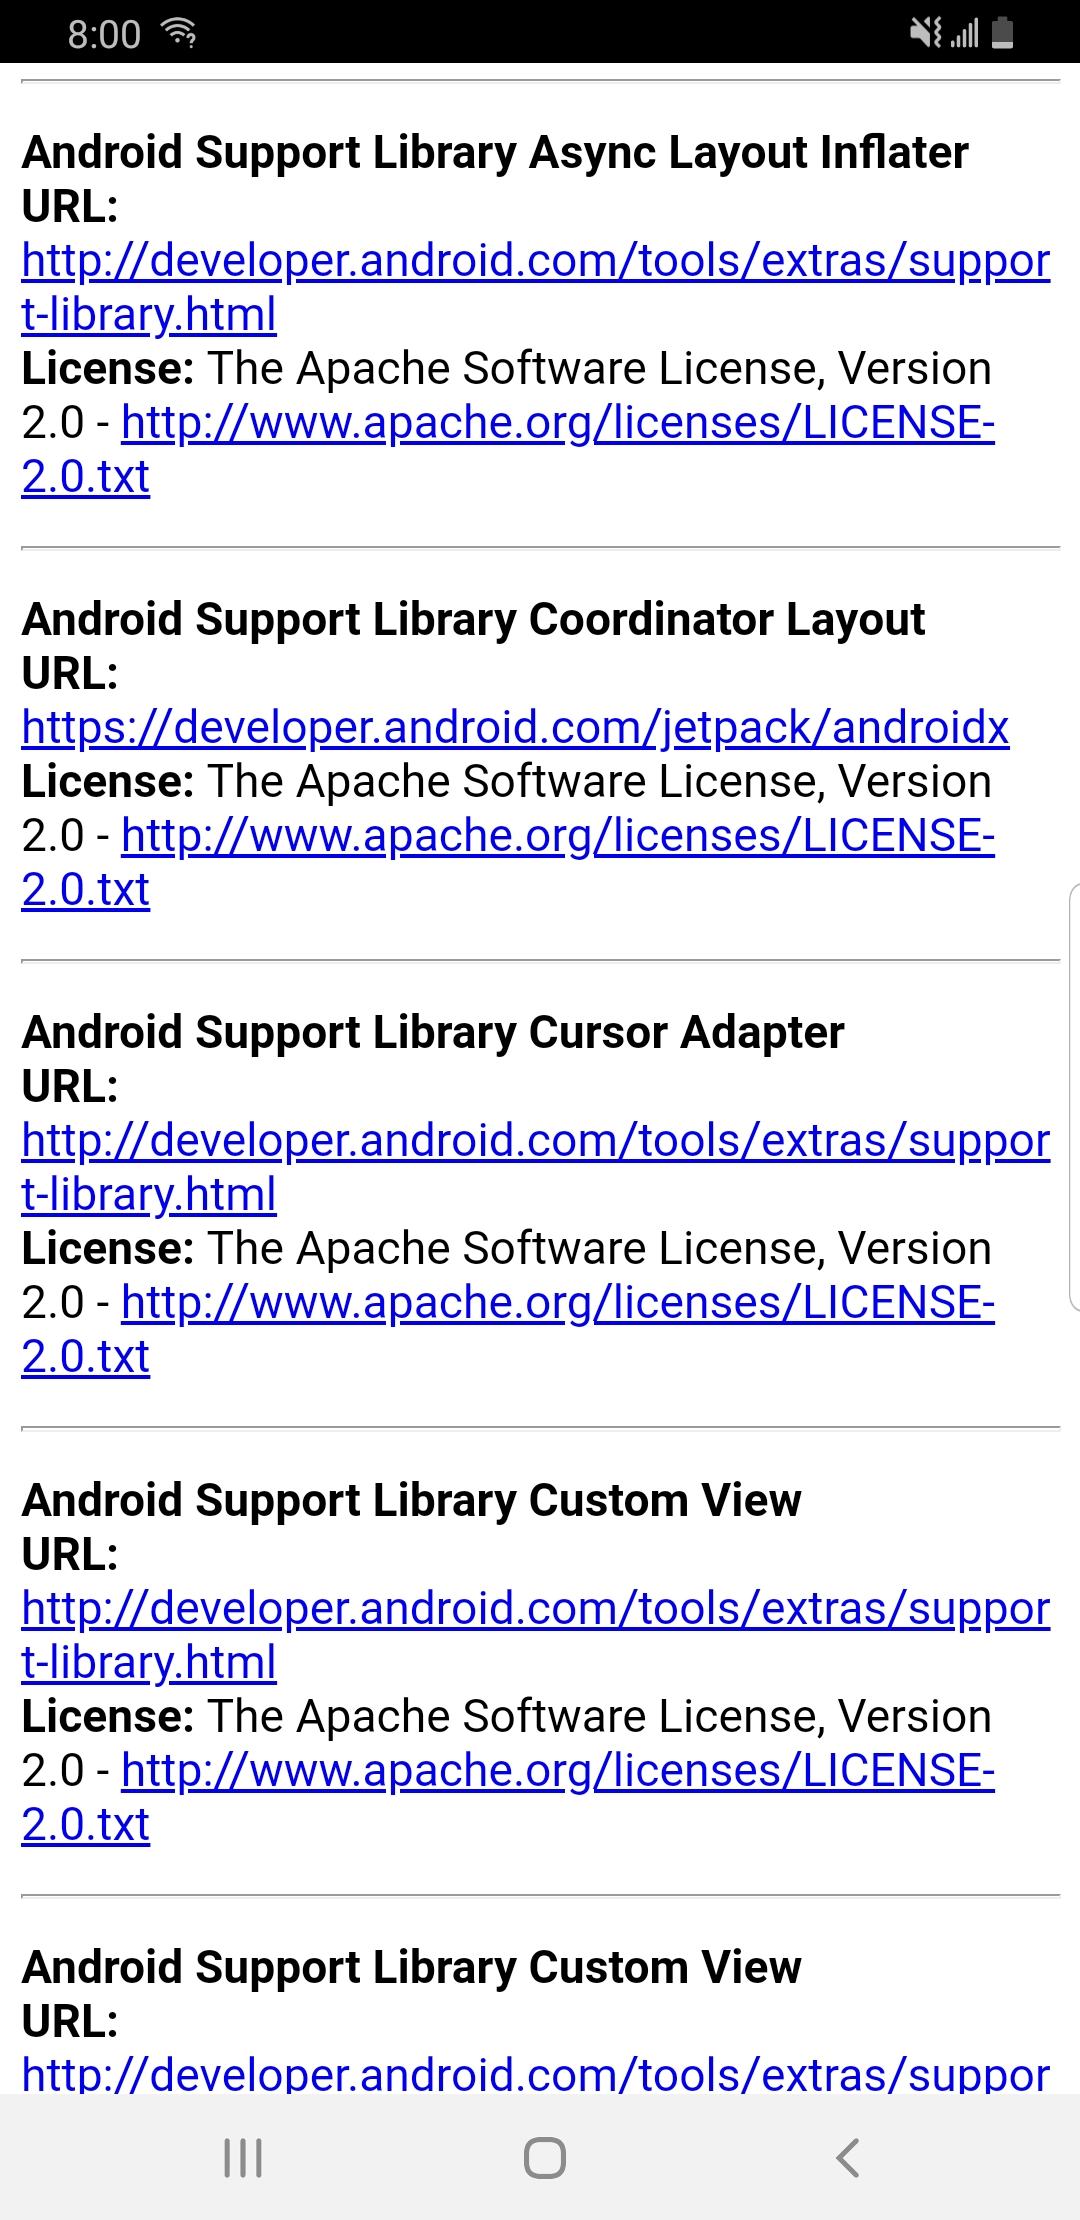 8:00
Android Support Library Async Layout Inflater
URL:
http://developer.android.com/tools/extras/suppor
t-library.html
License: The Apache Software License, Version
2.0 - http://www.apache.org/licenses/LICENSE-
2.0.txt
Android Support Library Coordinator Layout
URL:
https://developer.android.com/jetpack/androidx
License: The Apache Software License, Version
2.0 - http://www.apache.org/licenses/LICENSE-
2.0.txt
Android Support Library Cursor Adapter
URL:
http://developer.android.com/tools/extras/suppor
t-library.html
License: The Apache Software License, Version
2.0 - http://www.apache.org/licenses/LICENSE-
2.0.txt
Android Support Library Custom View
URL:
http://developer.android.com/tools/extras/suppor
t-library.html
License: The Apache Software License, Version
2.0 - http://www.apache.org/licenses/LICENSE-
2.0.txt
Android Support Library Custom View
URL:
http://developer.android.com/tools/extras/suppor